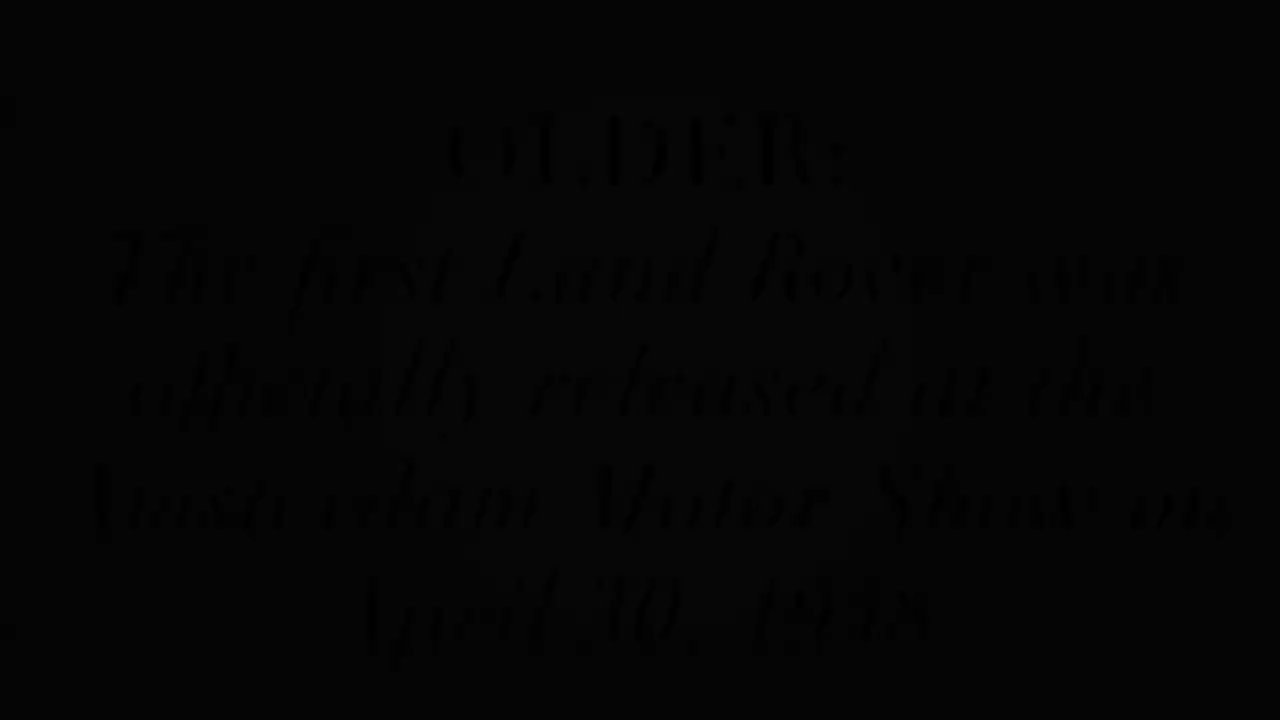 OLDER:
The first Land Rover was
officially released at the
Amsterdam Motor Show on
April 30, 1948